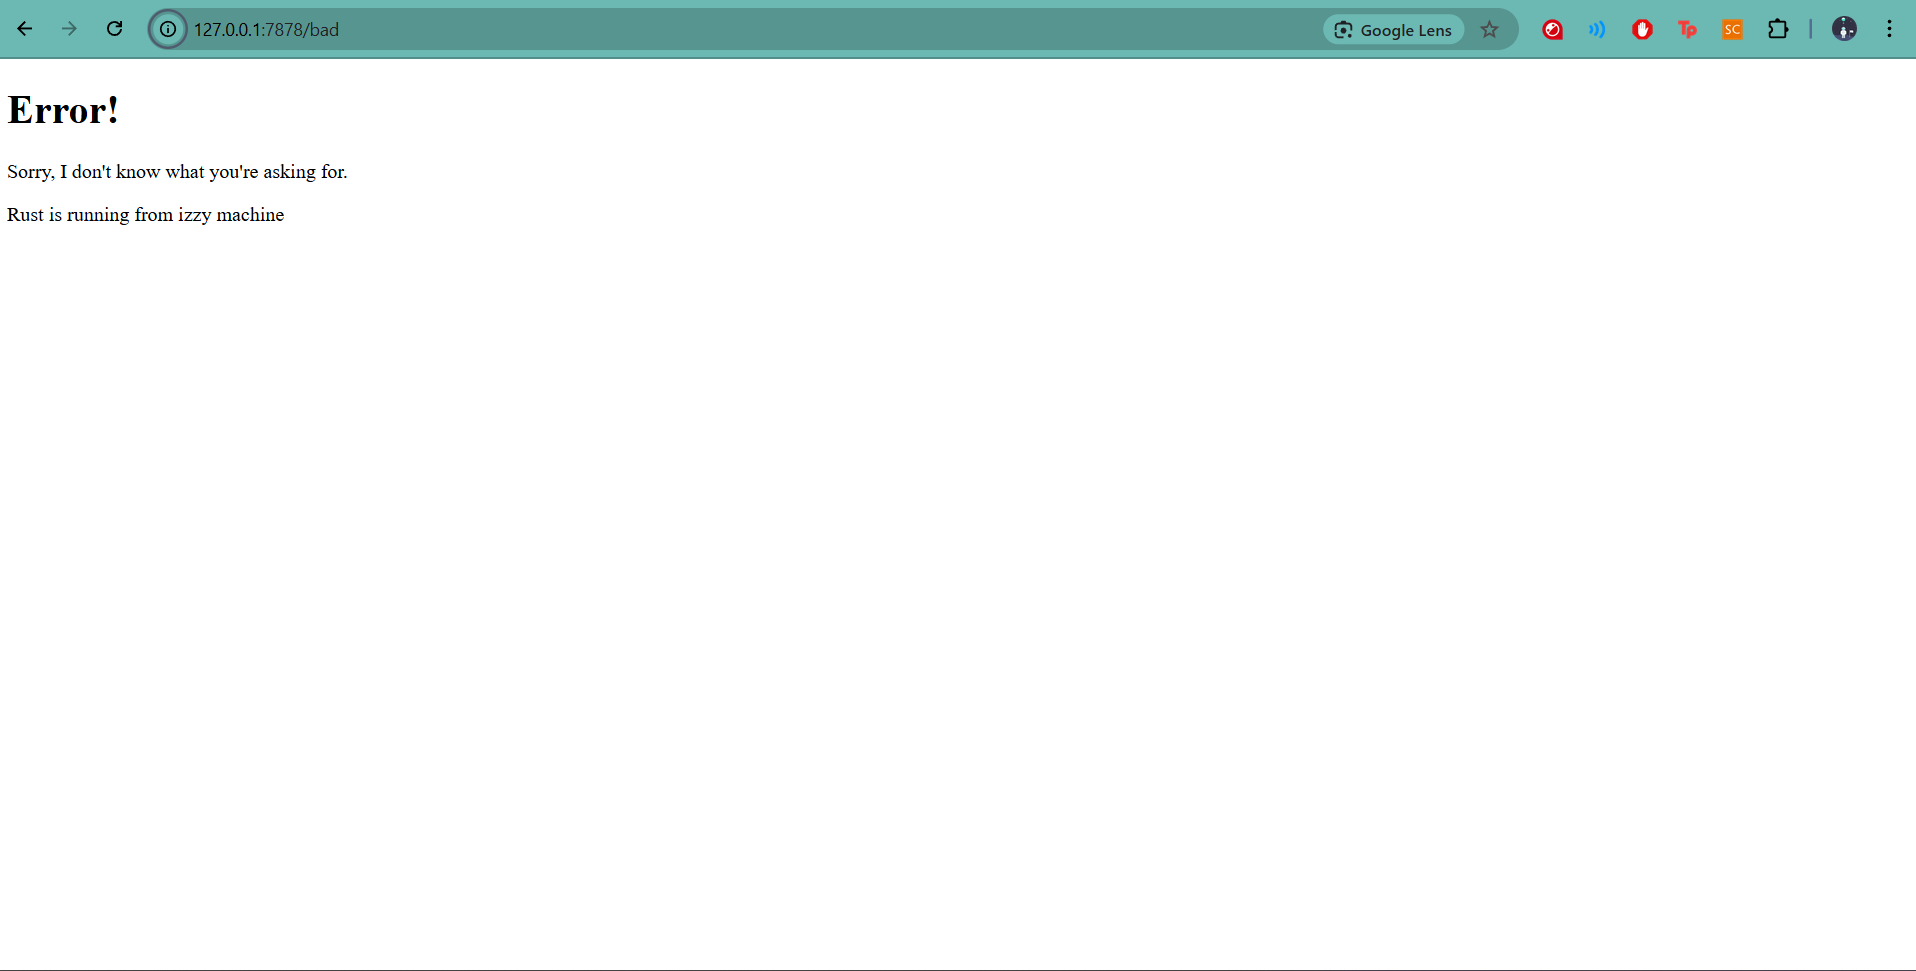 127.0.0.1:7878/bad
Google Lens
Tp
SC
Error!
Sorry, I don't know what you're asking for.
Rust is running from izzy machine